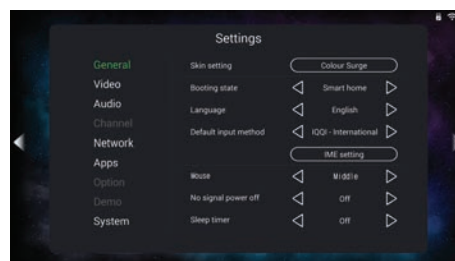 Settings
General
Skin setting
Colour Surge
Video
Booting state
Smart home
Audio
Language
English
Channel
Default input method
IQQI - International
Network
IME setting
Apps
Mouse
Middle
Option
No signal power off
Off
Demo
System
Sleep timer
Off